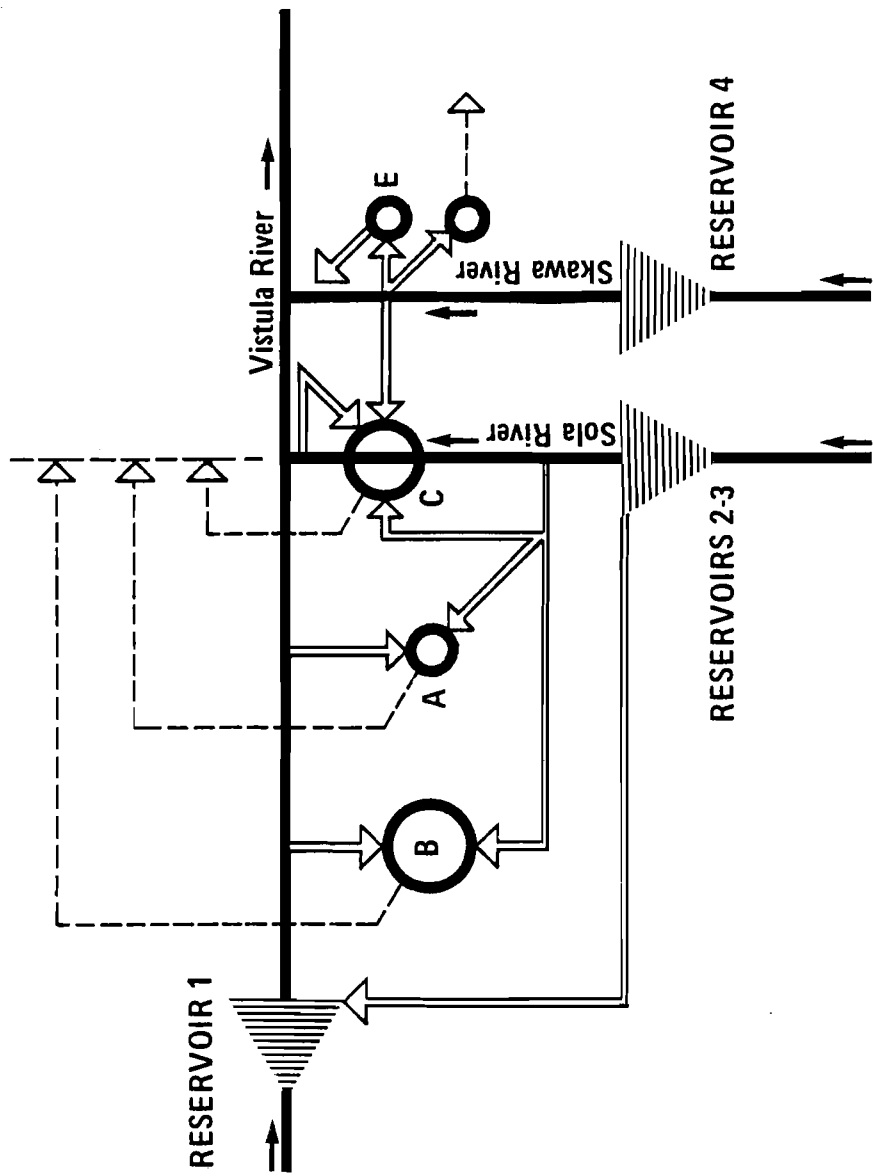 RESERVOIR 1
Vistula River
B
A
C
E
Sola River
Skawa River
RESERVOIRS 2-3
RESERVOIR 4